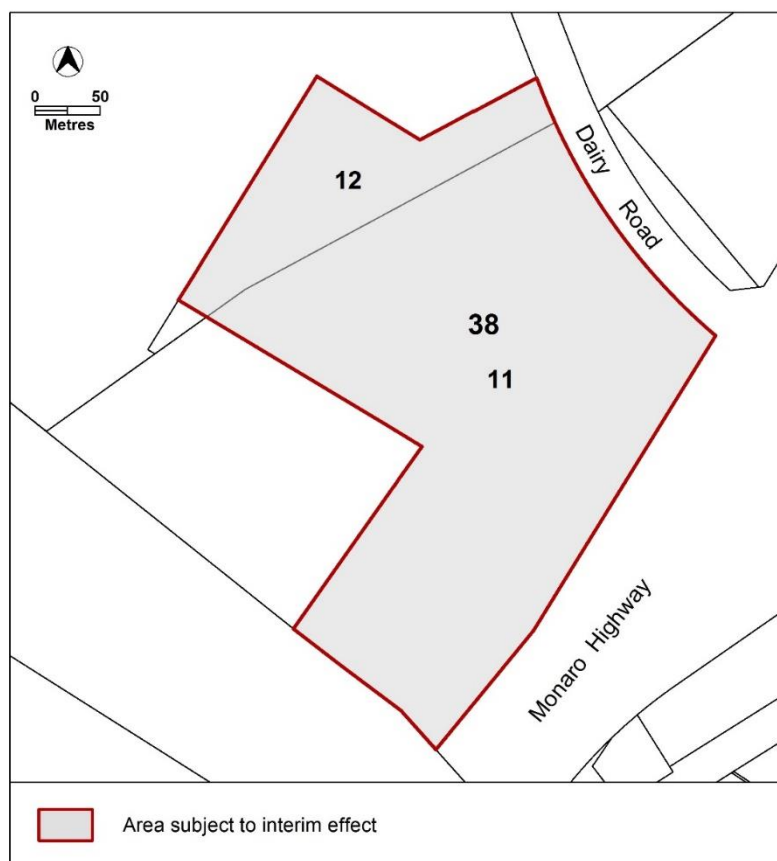 0 50
Metres
12
Dairy Road
38
11
Monaro Highway
Area subject to interim effect